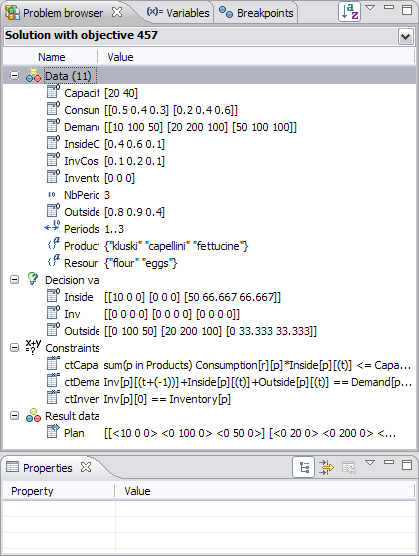 Problem browser (x)= Variables Breakpoints
Solution with objective 457
Name Value
Data (11)
Capacit [20 40]
Consum [[0.5 0.4 0.3] [0.2 0.4 0.6]]
Demand [[10 100 50] [20 200 100] [50 100 100]]
InsideC [0.4 0.6 0.1]
InvCos [0.1 0.2 0.1]
Invento [0 0 0]
NbPeric 3
Outside [0.8 0.9 0.4]
Periods 1..3
Product {"kluski" "capellini" "fettucine"}
Resour {"flour" "eggs"}
Decision va
Inside [[10 0 0] [0 0 0] [50 66.667 66.667]]
Inv [[0 0 0 0] [0 0 0 0] [0 0 0 0]]
Outside [[0 100 50] [20 200 100] [0 33.333 33.333]]
Constraints
ctCapa sum(p in Products) Consumption[r][p]*Inside[p][(t)] <= Capa...
ctDema Inv[p][(t+(-1))]+Inside[p][(t)]+Outside[p][(t)] == Demand[p...
ctInver Inv[p][0] == Inventory[p]
Result data
Plan [[<10 0 0> <0 100 0> <0 50 0>] [<0 20 0> <0 200 0> <...
Properties
Property Value